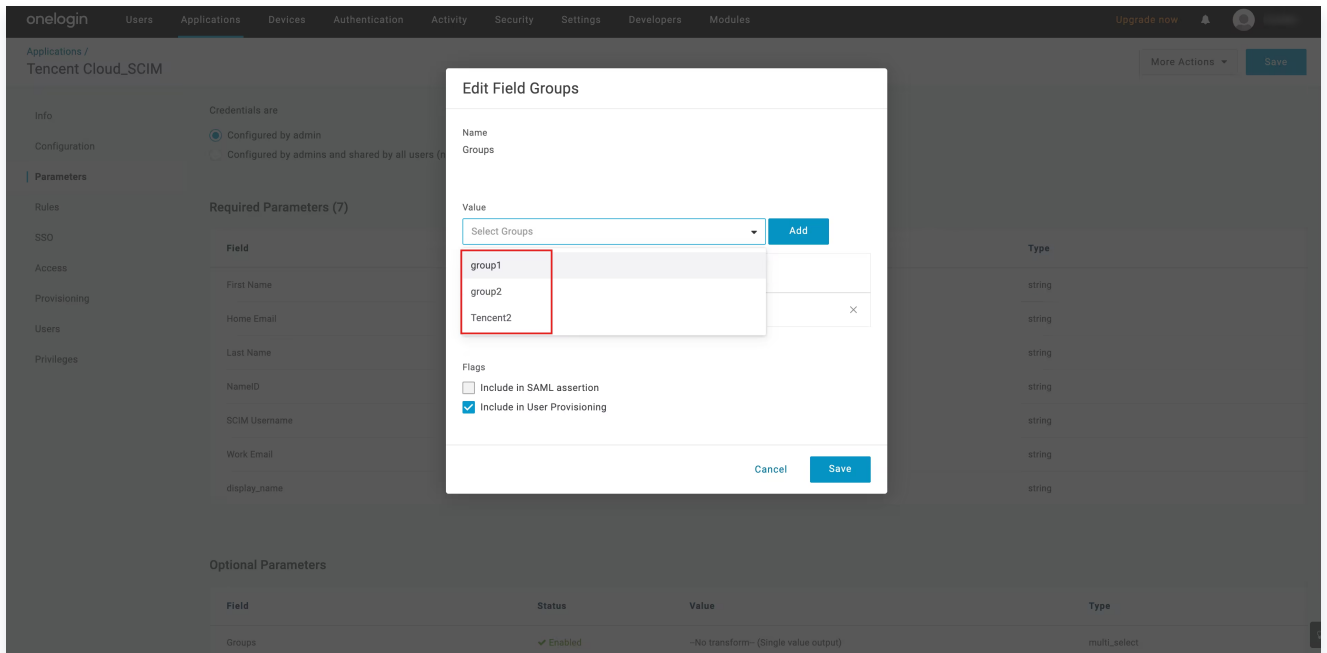 onelogin Users Applications Devices Authentication Activity Security Settings Developers Modules Upgrade now
Applications /
Tencent Cloud_SCIM
More Actions Save
Info
Configuration
Parameters
Rules
SSO
Access
Provisioning
Users
Privileges
Credentials are
Configured by admin
Configured by admins and shared by all users (n
Required Parameters (7)
Field Type
First Name string
Home Email string
Last Name string
NameID string
SCIM Username string
Work Email string
display_name string
Optional Parameters
Field Status Value Type
Groups Enabled --No transform-- (Single value output) multi_select
Edit Field Groups
Name
Groups
Value
Select Groups Add
group1
group2
Tencent2
Flags
Include in SAML assertion
Include in User Provisioning
Cancel Save